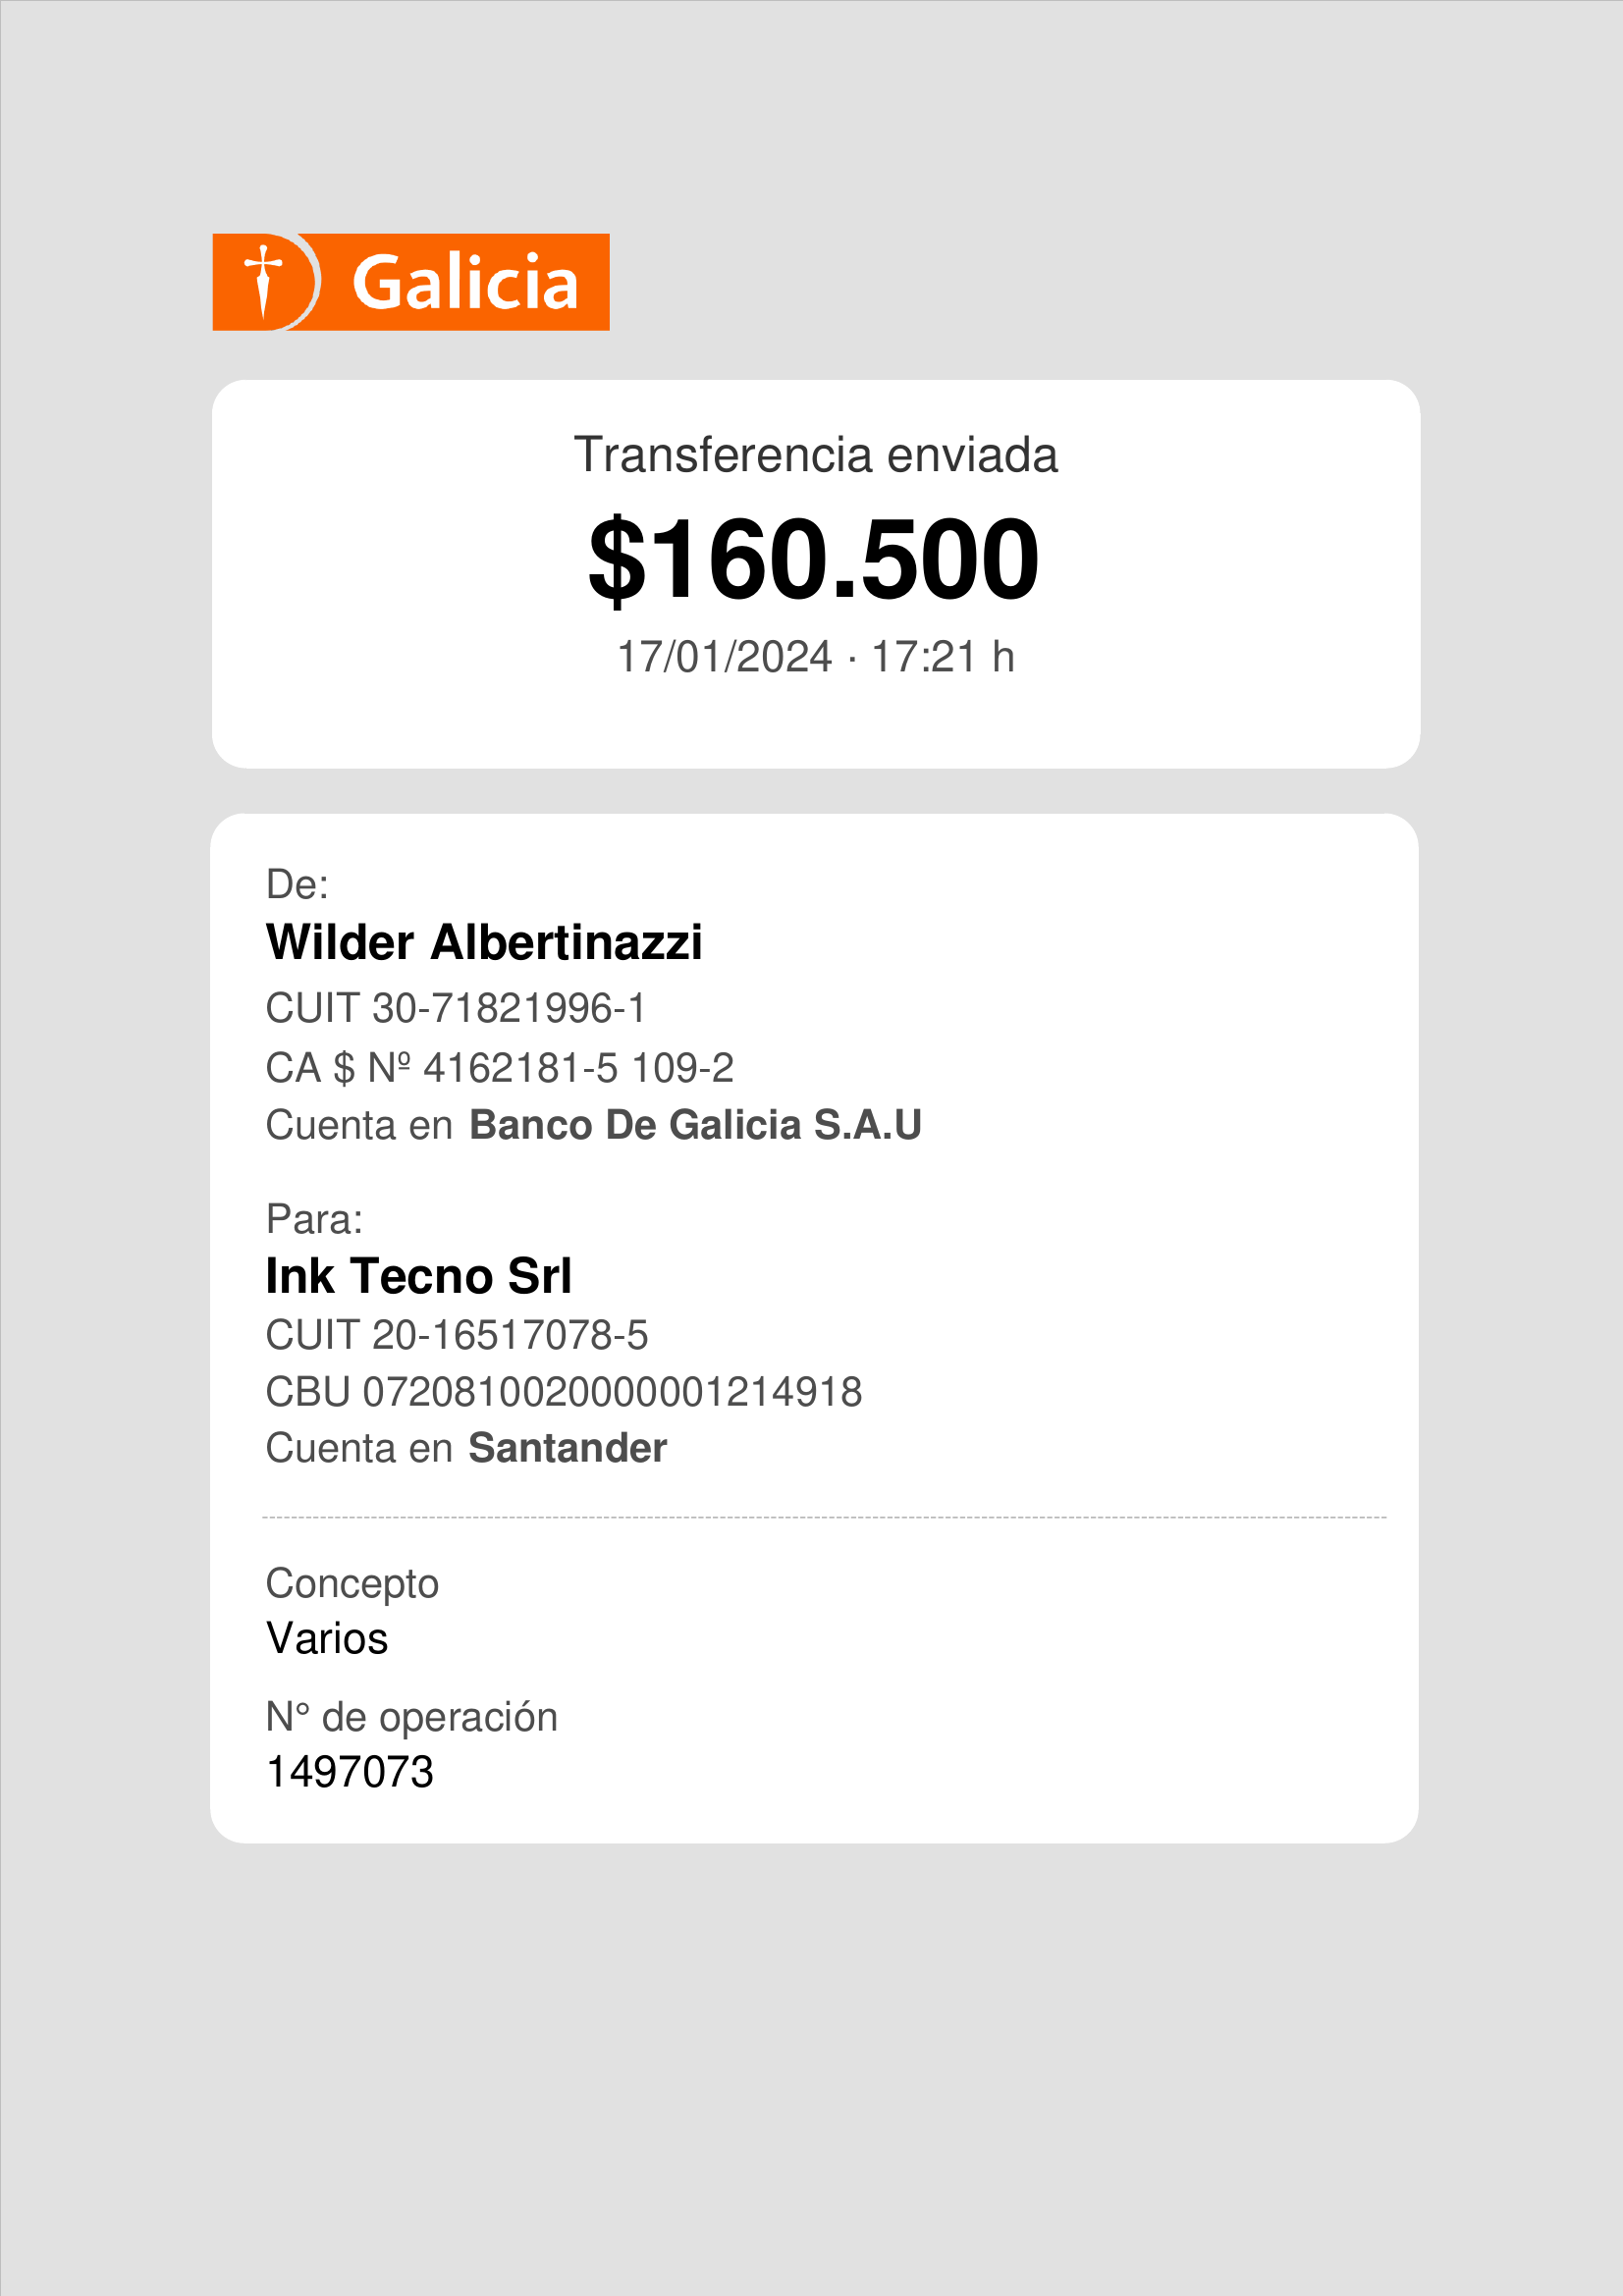 Galicia
Transferencia enviada
$160.500
17/01/2024 · 17:21 h
De:
Wilder Albertinazzi
CUIT 30-71821996-1
CA $ Nº 4162181-5 109-2
Cuenta en Banco De Galicia S.A.U
Para:
Ink Tecno Srl
CUIT 20-16517078-5
CBU 0720810020000001214918
Cuenta en Santander
Concepto
Varios
N° de operación
1497073